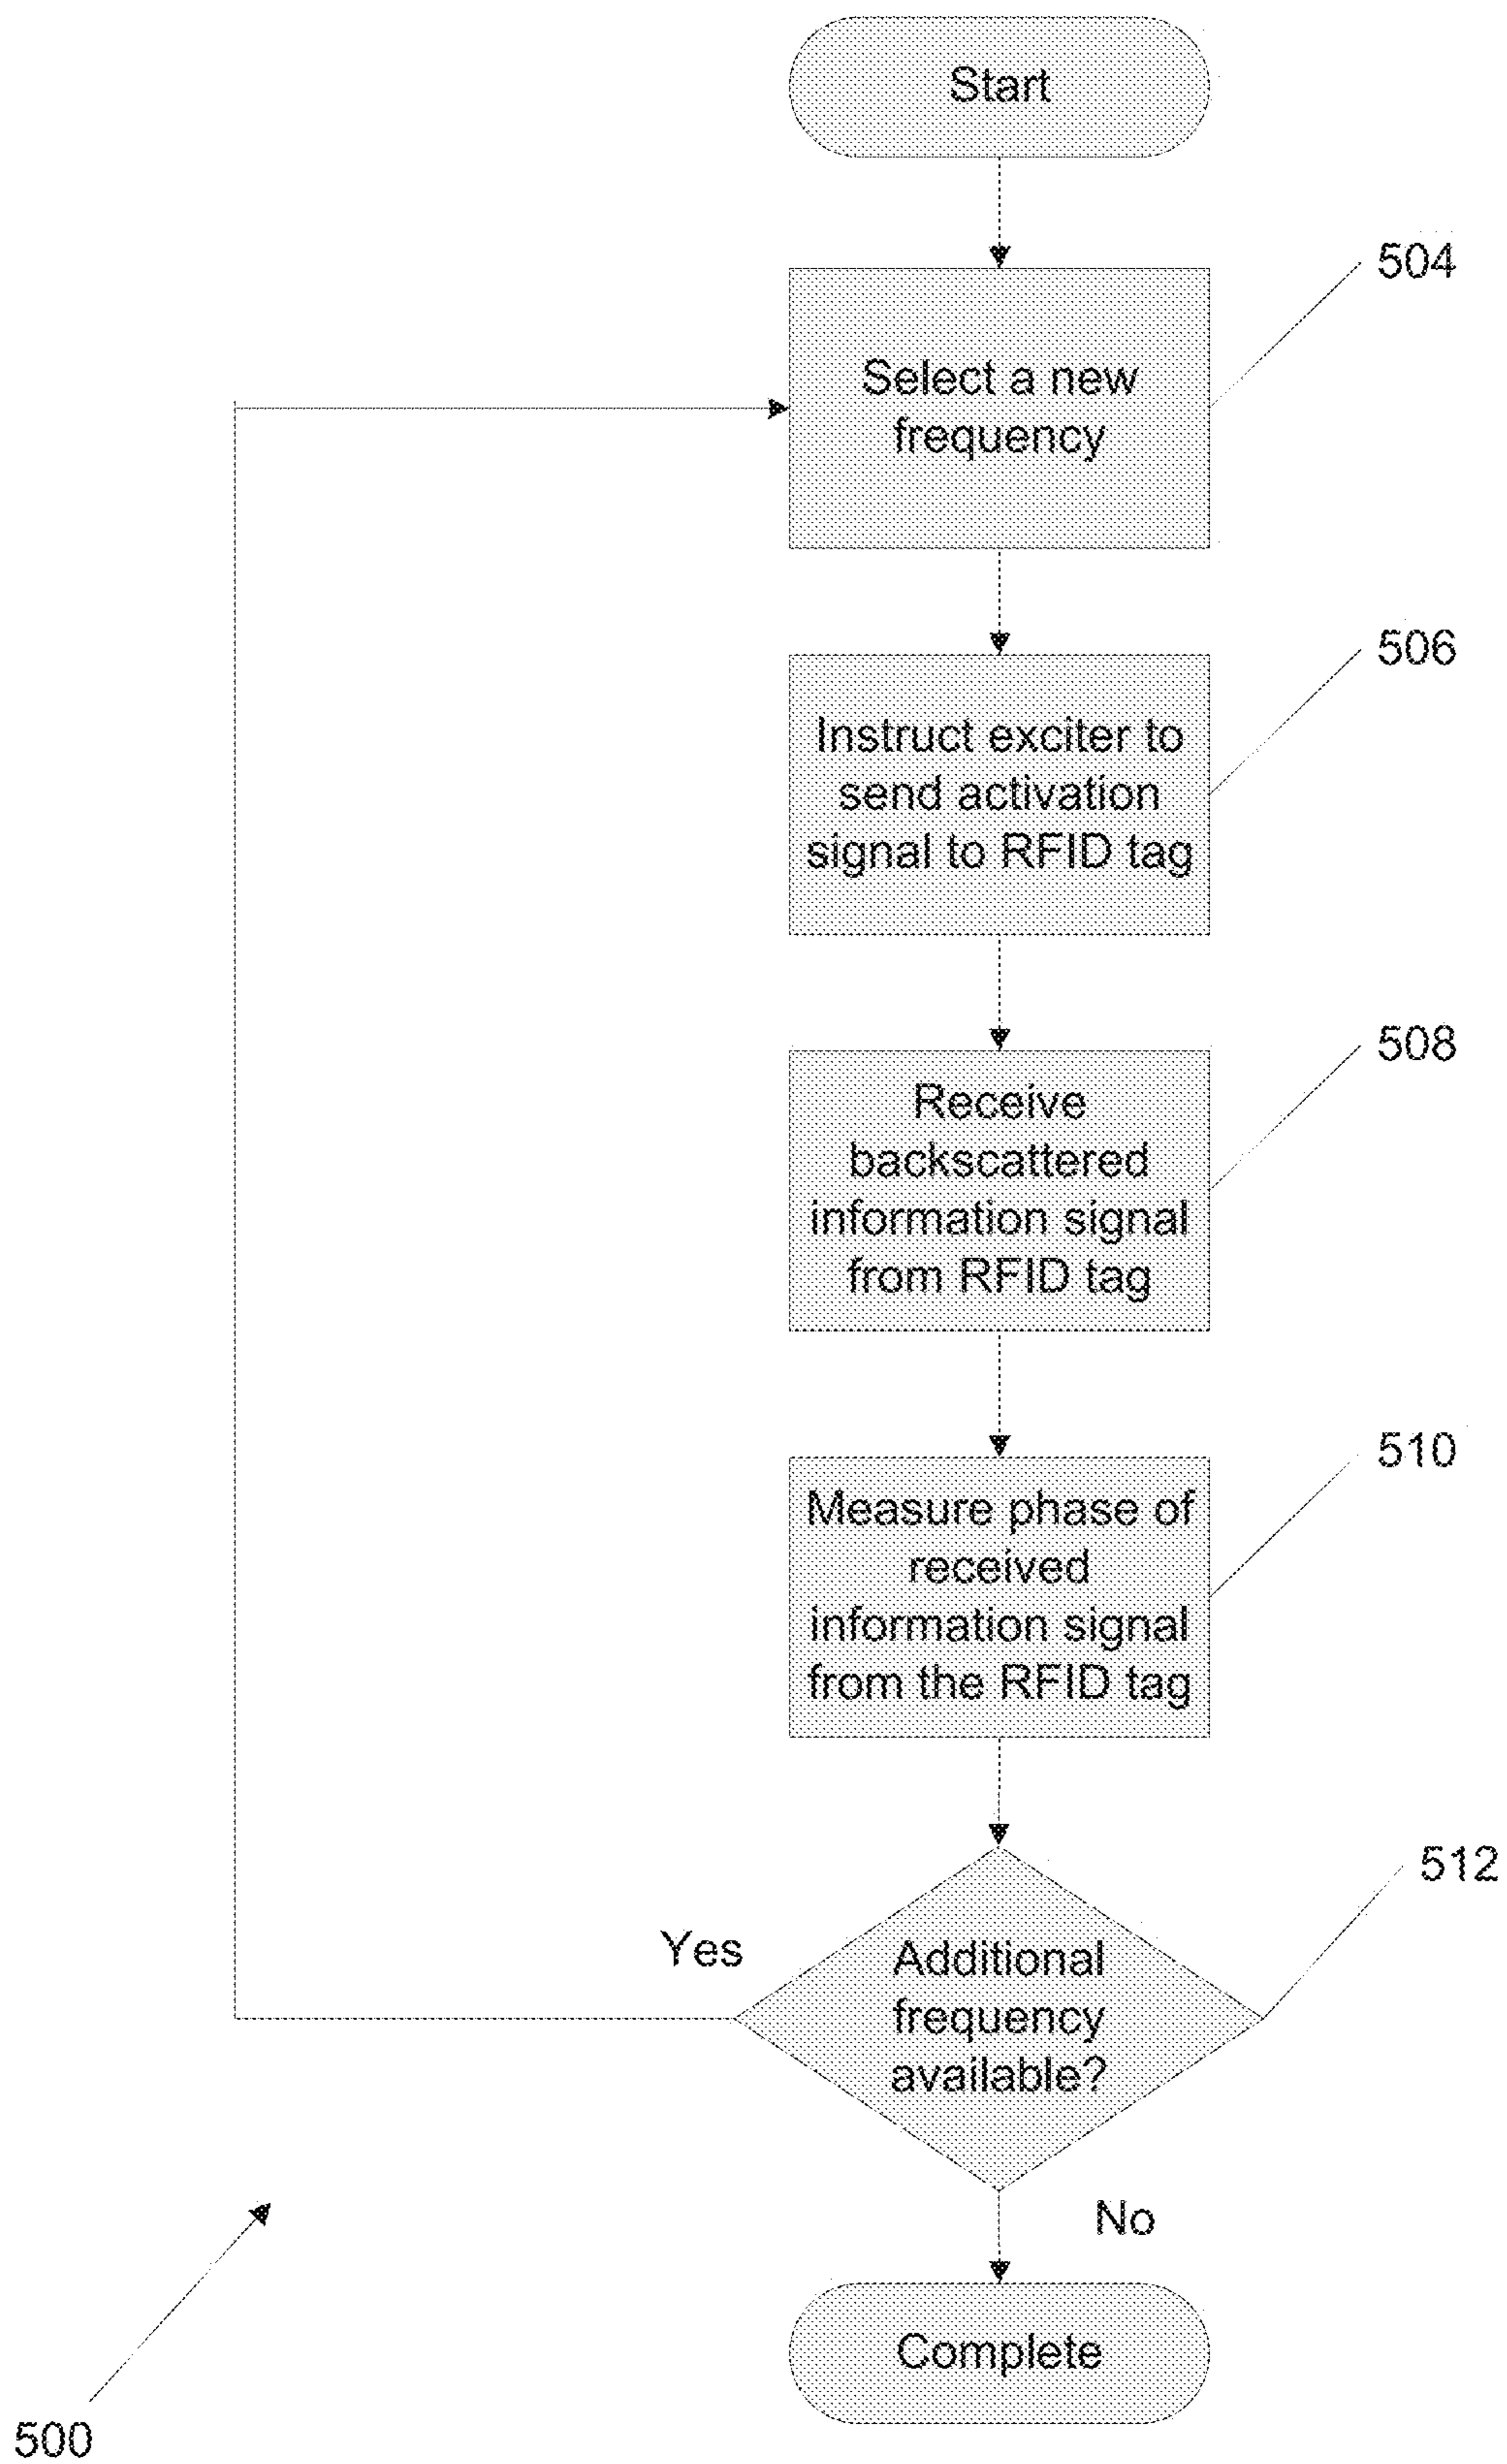 Start
504
Select a new
frequency
506
Instruct exciter to
send activation
signal to RFID tag
508
Receive
backscattered
information signal
from RFID tag
510
Measure phase of
received
information signal
from the RFID tag
512
Yes
Additional
frequency
available?
No
Complete
500